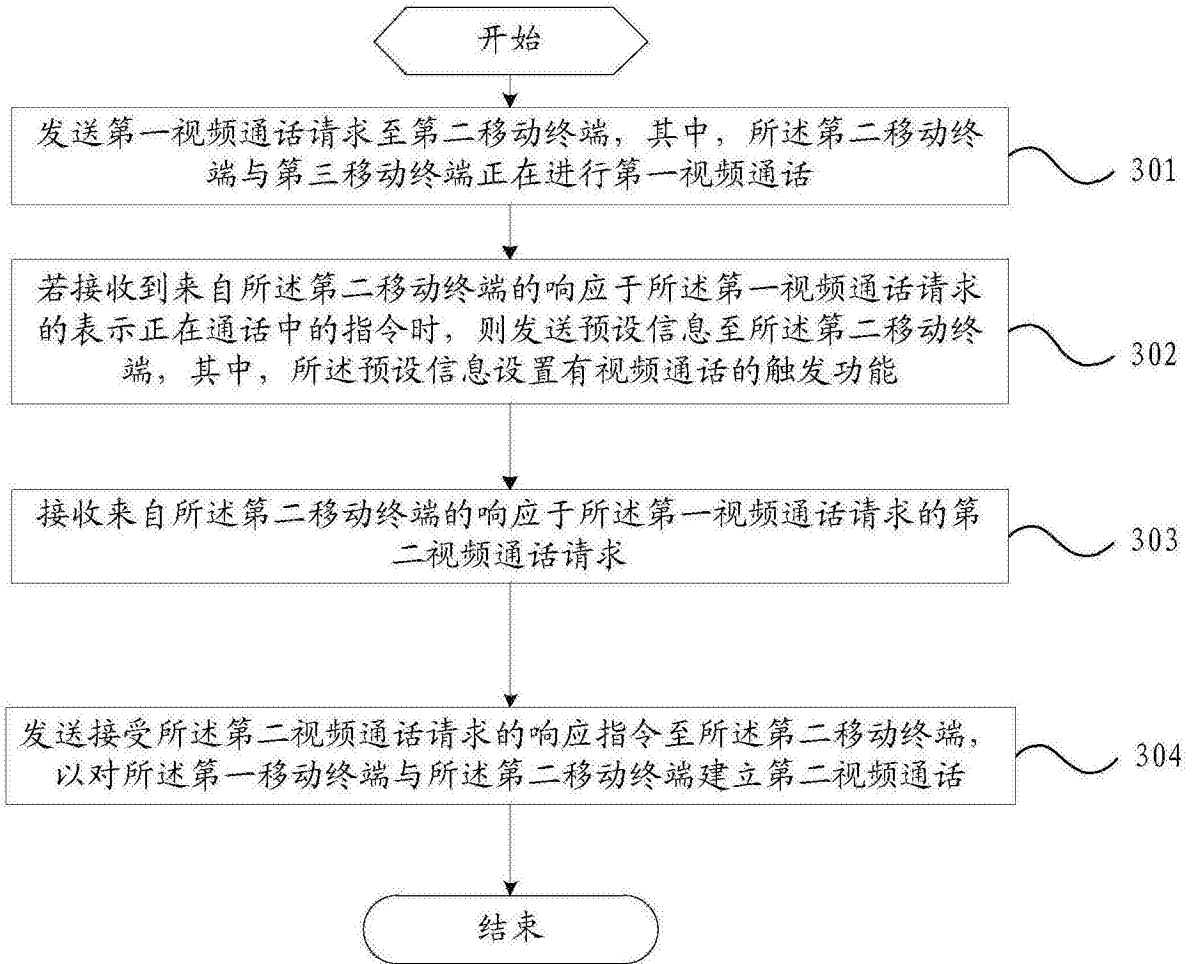 开始
发送第一视频通话请求至第二移动终端，其中，所述第二移动终
端与第三移动终端正在进行第一视频通话
301
若接收到来自所述第二移动终端的响应于所述第一视频通话请求
的表示正在通话中的指令时，则发送预设信息至所述第二移动终
端，其中，所述预设信息设置有视频通话的触发功能
302
接收来自所述第二移动终端的响应于所述第一视频通话请求的第
二视频通话请求
303
发送接受所述第二视频通话请求的响应指令至所述第二移动终端，
以对所述第一移动终端与所述第二移动终端建立第二视频通话
304
结束